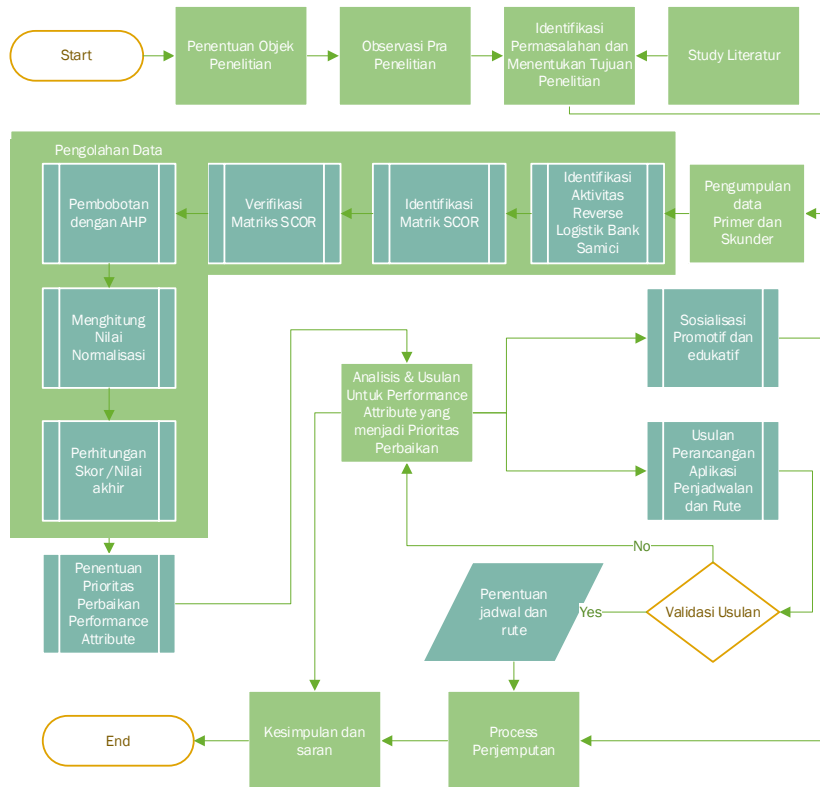 Start
Penentuan Objek
Penelitian
Observasi Pra
Penelitian
Identifikasi
Permasalahan dan
Menentukan Tujuan
Penelitian
Study Literatur
Pengolahan Data
Pembobotan
dengan AHP
Verifikasi
Matriks SCOR
Identifikasi
Matrik SCOR
Identifikasi
Aktivitas
Reverse
Logistik Bank
Samici
Pengumpulan
data
Primer dan
Skunder
Menghitung
Nilai
Normalisasi
Sosialisasi
Promotif dan
edukatif
Analisis & Usulan
Untuk Performance
Attribute yang
menjadi Prioritas
Perbaikan
Perhitungan
Skor /Nilai
akhir
Usulan
Perancangan
Aplikasi
Penjadwalan
dan Rute
No
Penentuan
Prioritas
Perbaikan
Performance
Attribute
Penentuan
jadwal dan
rute
Yes
Validasi Usulan
End
Kesimpulan dan
saran
Process
Penjemputan